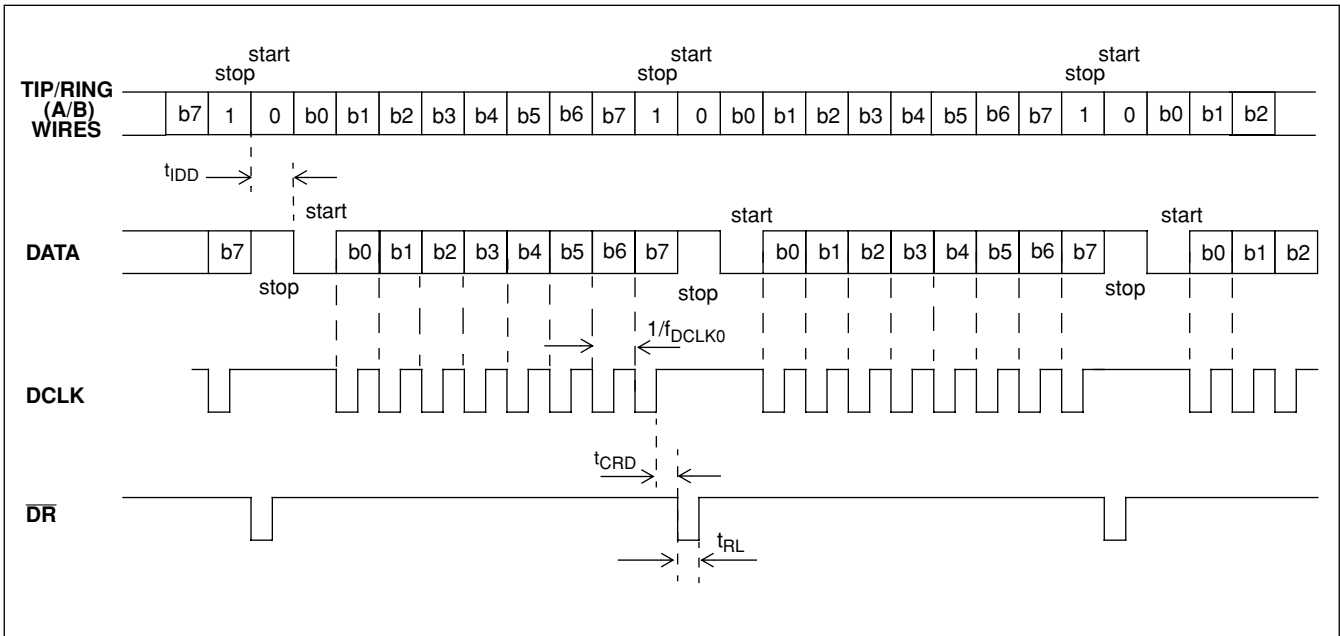 start start start
stop stop stop
TIP/RING
(A/B)
WIRES
b7 1 0 b0 b1 b2 b3 b4 b5 b6 b7 1 0 b0 b1 b2 b3 b4 b5 b6 b7 1 0 b0 b1 b2
tIDD
start start start
DATA
b7 b0 b1 b2 b3 b4 b5 b6 b7 b0 b1 b2 b3 b4 b5 b6 b7 b0 b1 b2
stop stop stop
1/fDCLK0
DCLK
tCRD
DR
tRL